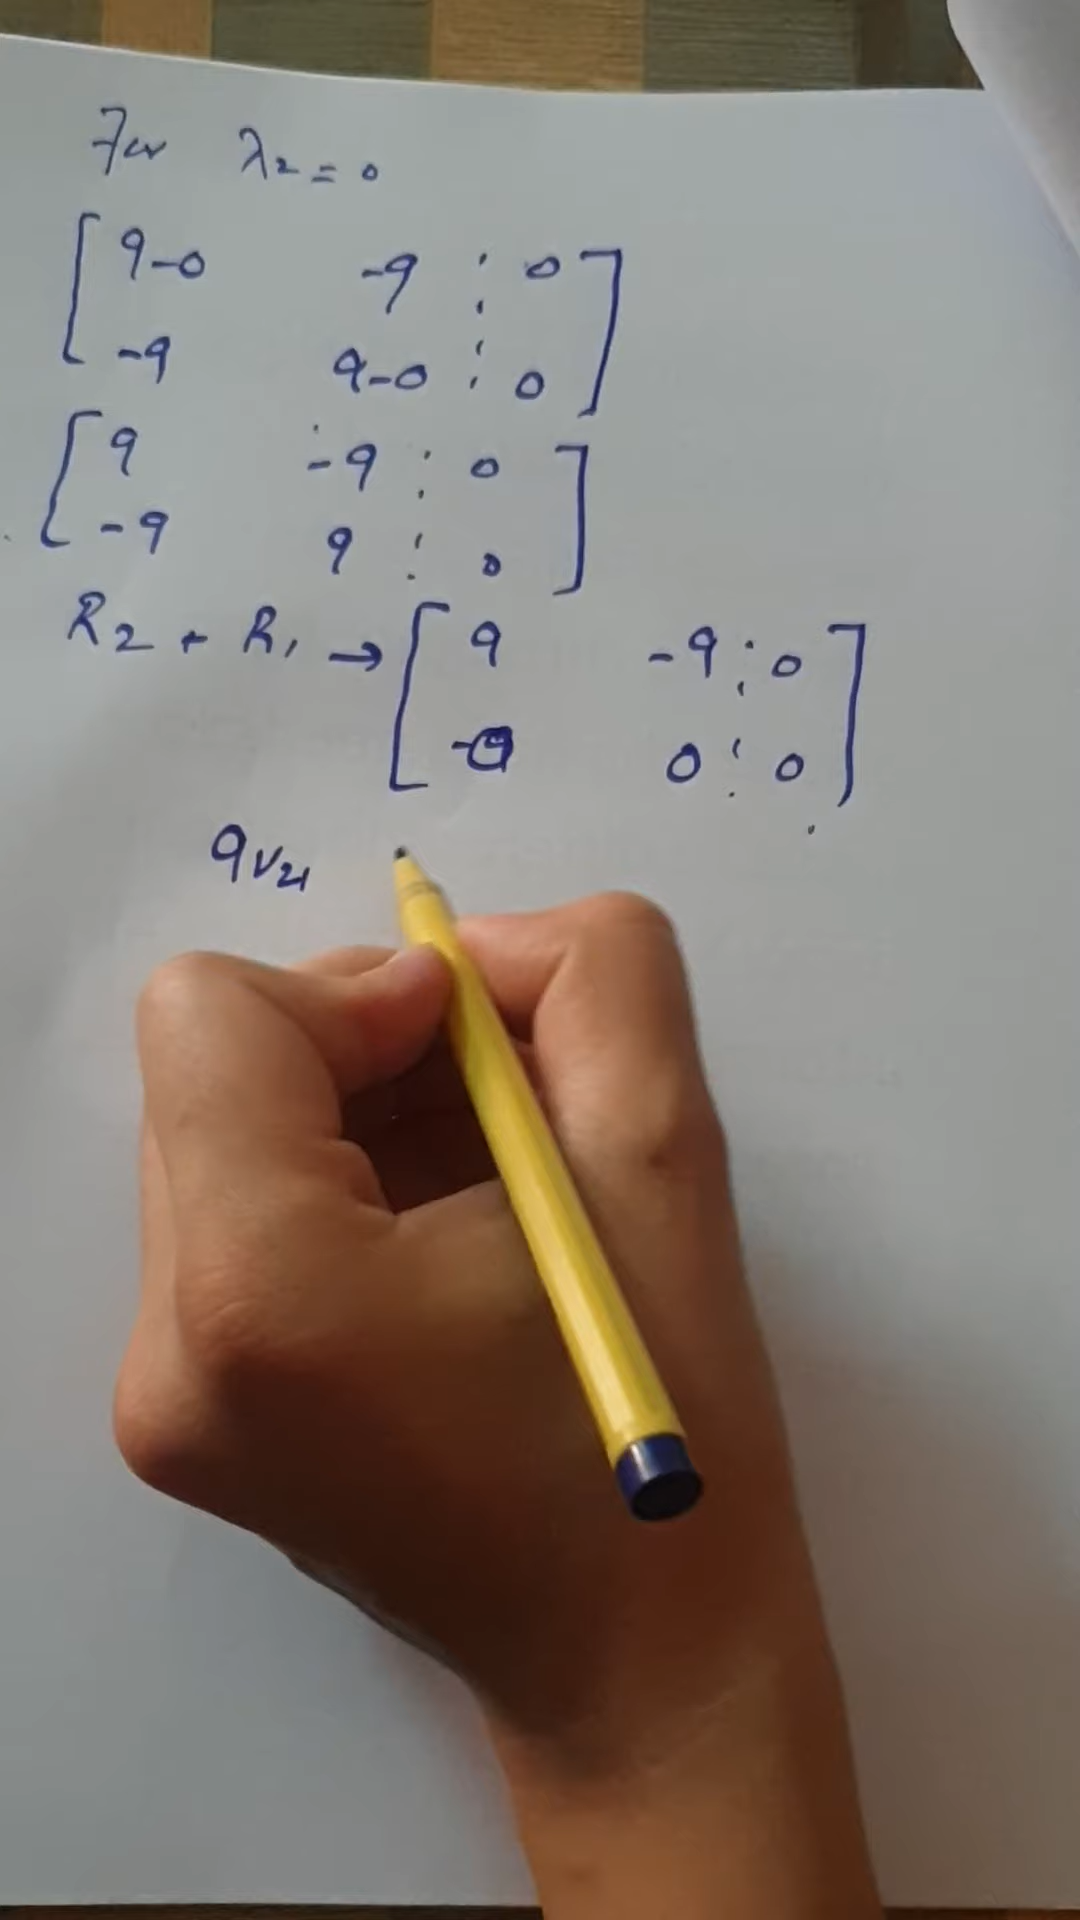 For λ₂ = 0
[ 9-0 -9 ⋮ 0 ]
[ -9 9-0 ⋮ 0 ]
[ 9 -9 ⋮ 0 ]
[ -9 9 ⋮ 0 ]
R₂ + R₁ → [ 9 -9 ⋮ 0 ]
[ 0 0 ⋮ 0 ]
9v₂₁